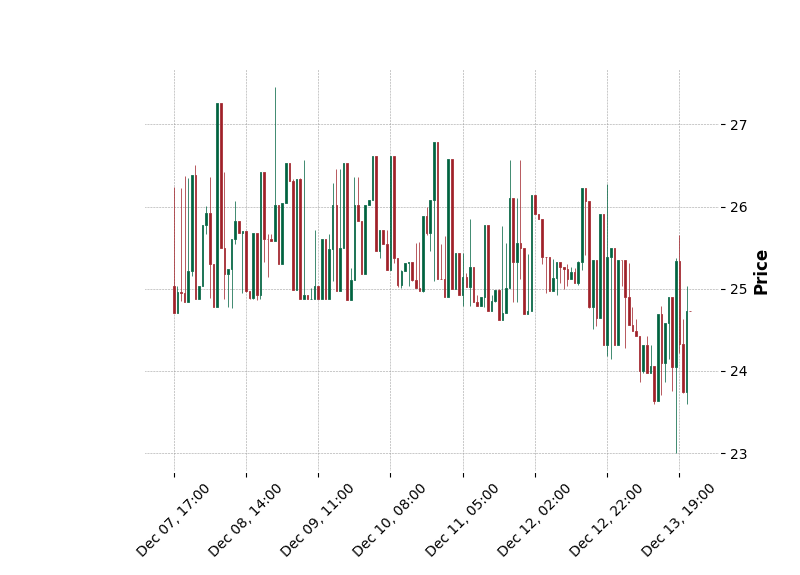 27
26
25
24
23
Price
Dec 07, 17:00
Dec 08, 14:00
Dec 09, 11:00
Dec 10, 08:00
Dec 11, 05:00
Dec 12, 02:00
Dec 12, 22:00
Dec 13, 19:00